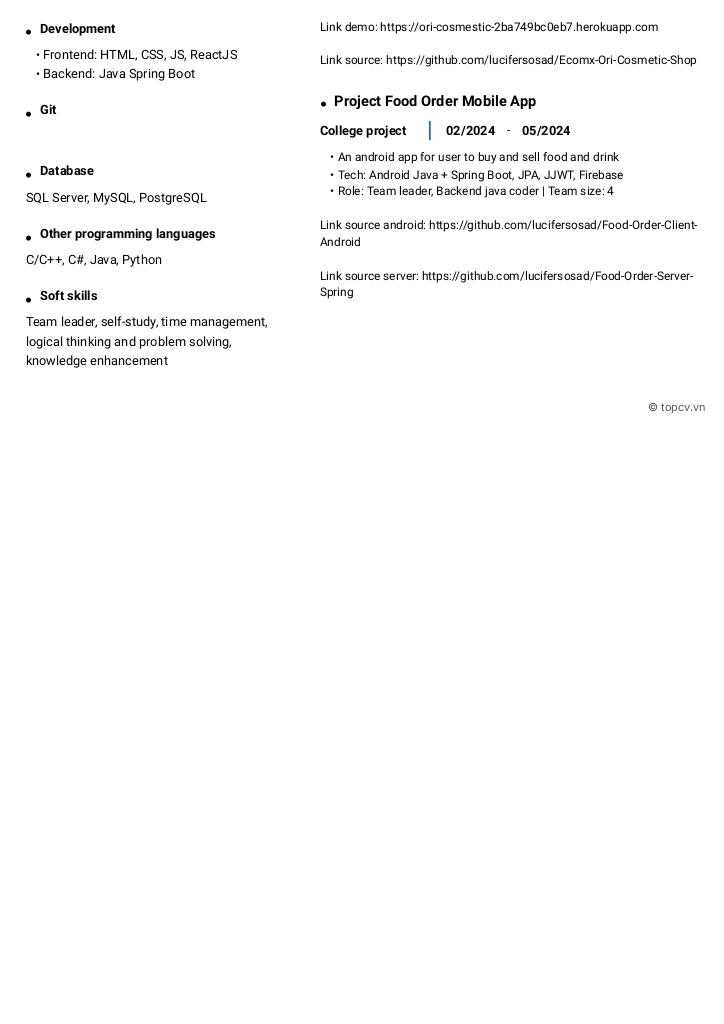 Development
• Frontend: HTML, CSS, JS, ReactJS
• Backend: Java Spring Boot
Git
Database
SQL Server, MySQL, PostgreSQL
Other programming languages
C/C++, C#, Java, Python
Soft skills
Team leader, self-study, time management,
logical thinking and problem solving,
knowledge enhancement
Link demo: https://ori-cosmestic-2ba749bc0eb7.herokuapp.com
Link source: https://github.com/lucifersosad/Ecomx-Ori-Cosmetic-Shop
Project Food Order Mobile App
College project | 02/2024 - 05/2024
• An android app for user to buy and sell food and drink
• Tech: Android Java + Spring Boot, JPA, JJWT, Firebase
• Role: Team leader, Backend java coder | Team size: 4
Link source android: https://github.com/lucifersosad/Food-Order-Client-
Android
Link source server: https://github.com/lucifersosad/Food-Order-Server-
Spring
© topcv.vn